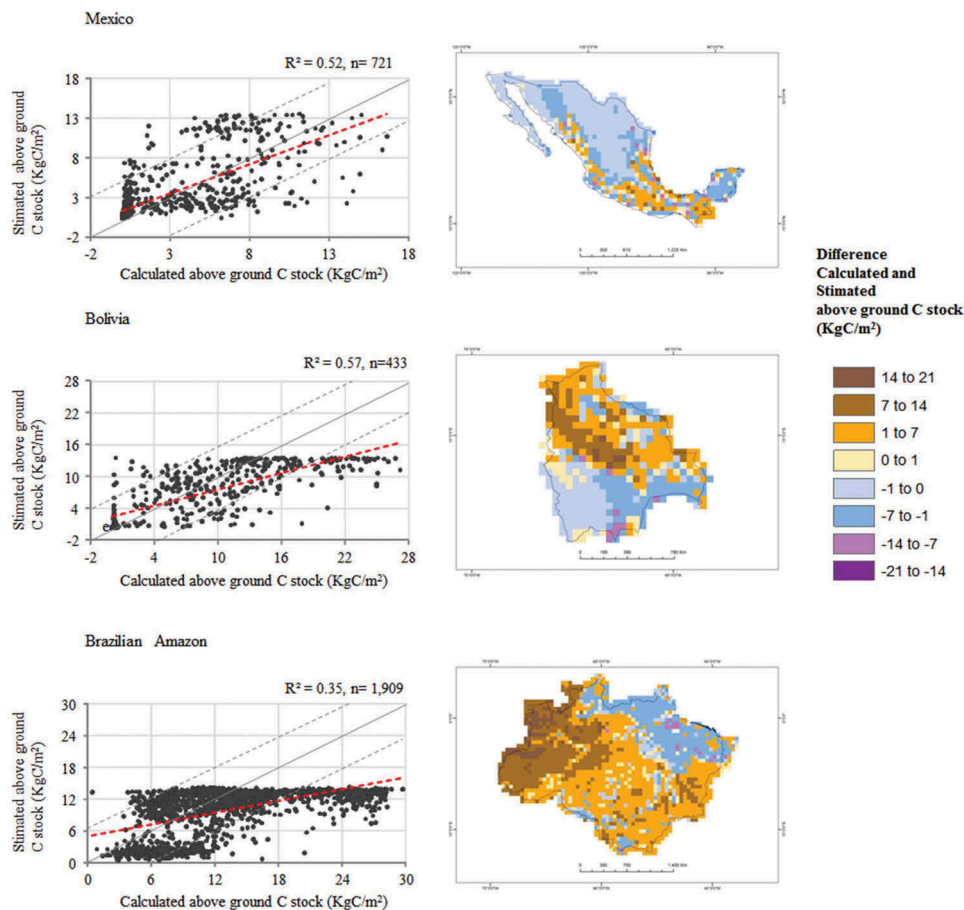 Mexico
R² = 0.52, n= 721
Stimated above ground
C stock (KgC/m²)
18
13
8
3
-2
-2
3
8
13
18
Calculated above ground C stock (KgC/m²)
Difference
Calculated and
Stimated
above ground C stock
(KgC/m²)
14 to 21
7 to 14
1 to 7
0 to 1
-1 to 0
-7 to -1
-14 to -7
-21 to -14
Bolivia
R² = 0.57, n=433
Stimated above ground
C stock (KgC/m²)
28
22
16
10
4
-2
-2
4
10
16
22
28
Calculated above ground C stock (KgC/m²)
Brazilian Amazon
R² = 0.35, n= 1,909
Stimated above ground
C stock (KgC/m²)
30
24
18
12
6
0
0
6
12
18
24
30
Calculated above ground C stock (KgC/m²)